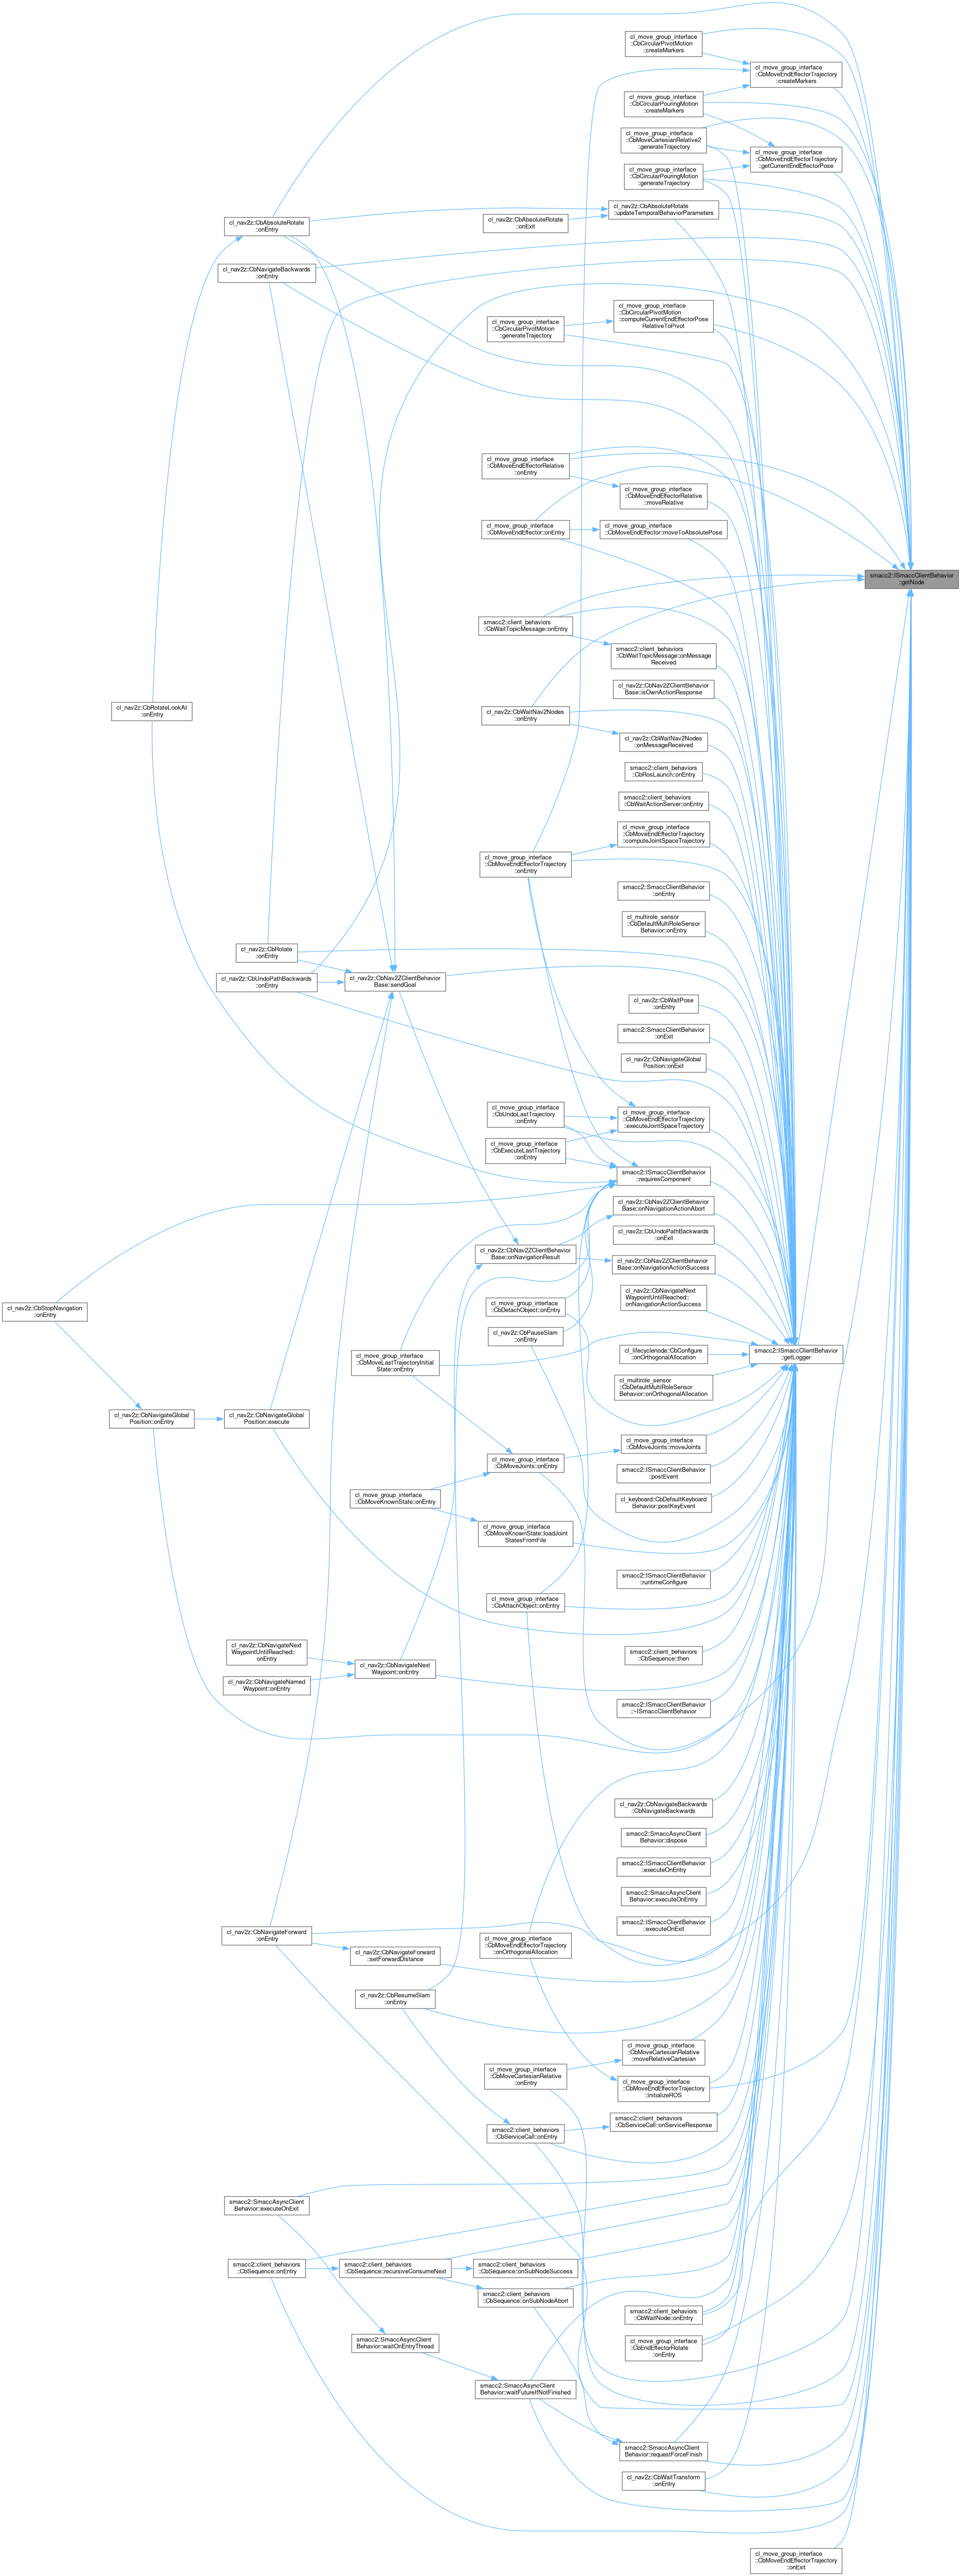 cl_move_group_interface
::CbCircularPivotMotion
::createMarkers
cl_move_group_interface
::CbMoveEndEffectorTrajectory
::createMarkers
cl_move_group_interface
::CbCircularPouringMotion
::createMarkers
cl_move_group_interface
::CbMoveCartesianRelative2
::generateTrajectory
cl_move_group_interface
::CbMoveEndEffectorTrajectory
::getCurrentEndEffectorPose
cl_move_group_interface
::CbCircularPouringMotion
::generateTrajectory
cl_nav2z::CbAbsoluteRotate
::updateTemporalBehaviorParameters
cl_nav2z::CbAbsoluteRotate
::onEntry
cl_nav2z::CbAbsoluteRotate
::onExit
cl_nav2z::CbNavigateBackwards
::onEntry
cl_move_group_interface
::CbCircularPivotMotion
::computeCurrentEndEffectorPose
RelativeToPivot
cl_move_group_interface
::CbCircularPivotMotion
::generateTrajectory
cl_move_group_interface
::CbMoveEndEffectorRelative
::onEntry
cl_move_group_interface
::CbMoveEndEffectorRelative
::moveRelative
cl_move_group_interface
::CbMoveEndEffector::onEntry
cl_move_group_interface
::CbMoveEndEffector::moveToAbsolutePose
smacc2::ISmaccClientBehavior
::getNode
smacc2::client_behaviors
::CbWaitTopicMessage::onEntry
smacc2::client_behaviors
::CbWaitTopicMessage::onMessage
Received
cl_nav2z::CbNav2ZClientBehavior
Base::isOwnActionResponse
cl_nav2z::CbRotateLookAt
::onEntry
cl_nav2z::CbWaitNav2Nodes
::onEntry
cl_nav2z::CbWaitNav2Nodes
::onMessageReceived
smacc2::client_behaviors
::CbRosLaunch::onEntry
smacc2::client_behaviors
::CbWaitActionServer::onEntry
cl_move_group_interface
::CbMoveEndEffectorTrajectory
::computeJointSpaceTrajectory
cl_move_group_interface
::CbMoveEndEffectorTrajectory
::onEntry
smacc2::SmaccClientBehavior
::onEntry
cl_multirole_sensor
::CbDefaultMultiRoleSensor
Behavior::onEntry
cl_nav2z::CbRotate
::onEntry
cl_nav2z::CbUndoPathBackwards
::onEntry
cl_nav2z::CbNav2ZClientBehavior
Base::sendGoal
cl_nav2z::CbWaitPose
::onEntry
smacc2::SmaccClientBehavior
::onExit
cl_nav2z::CbNavigateGlobal
Position::onExit
cl_move_group_interface
::CbUndoLastTrajectory
::onEntry
cl_move_group_interface
::CbMoveEndEffectorTrajectory
::executeJointSpaceTrajectory
cl_move_group_interface
::CbExecuteLastTrajectory
::onEntry
smacc2::ISmaccClientBehavior
::requiresComponent
cl_nav2z::CbNav2ZClientBehavior
Base::onNavigationActionAbort
cl_nav2z::CbUndoPathBackwards
::onExit
cl_nav2z::CbNav2ZClientBehavior
Base::onNavigationResult
cl_nav2z::CbNav2ZClientBehavior
Base::onNavigationActionSuccess
cl_nav2z::CbNavigateNext
WaypointUntilReached::
onNavigationActionSuccess
cl_nav2z::CbStopNavigation
::onEntry
cl_move_group_interface
::CbDetachObject::onEntry
cl_nav2z::CbPauseSlam
::onEntry
cl_lifecyclenode::CbConfigure
::onOrthogonalAllocation
smacc2::ISmaccClientBehavior
::getLogger
cl_move_group_interface
::CbMoveLastTrajectoryInitial
State::onEntry
cl_multirole_sensor
::CbDefaultMultiRoleSensor
Behavior::onOrthogonalAllocation
cl_nav2z::CbNavigateGlobal
Position::onEntry
cl_nav2z::CbNavigateGlobal
Position::execute
cl_move_group_interface
::CbMoveJoints::moveJoints
cl_move_group_interface
::CbMoveJoints::onEntry
smacc2::ISmaccClientBehavior
::postEvent
cl_move_group_interface
::CbMoveKnownState::onEntry
cl_keyboard::CbDefaultKeyboard
Behavior::postKeyEvent
cl_move_group_interface
::CbMoveKnownState::loadJoint
StatesFromFile
smacc2::ISmaccClientBehavior
::runtimeConfigure
cl_move_group_interface
::CbAttachObject::onEntry
cl_nav2z::CbNavigateNext
WaypointUntilReached::
onEntry
smacc2::client_behaviors
::CbSequence::then
cl_nav2z::CbNavigateNext
Waypoint::onEntry
cl_nav2z::CbNavigateNamed
Waypoint::onEntry
smacc2::ISmaccClientBehavior
::~ISmaccClientBehavior
cl_nav2z::CbNavigateBackwards
::CbNavigateBackwards
smacc2::SmaccAsyncClient
Behavior::dispose
smacc2::ISmaccClientBehavior
::executeOnEntry
smacc2::SmaccAsyncClient
Behavior::executeOnEntry
smacc2::ISmaccClientBehavior
::executeOnExit
cl_nav2z::CbNavigateForward
::onEntry
cl_move_group_interface
::CbMoveEndEffectorTrajectory
::onOrthogonalAllocation
cl_nav2z::CbNavigateForward
::setForwardDistance
cl_nav2z::CbResumeSlam
::onEntry
cl_move_group_interface
::CbMoveCartesianRelative
::moveRelativeCartesian
cl_move_group_interface
::CbMoveCartesianRelative
::onEntry
cl_move_group_interface
::CbMoveEndEffectorTrajectory
::initializeROS
smacc2::client_behaviors
::CbServiceCall::onServiceResponse
smacc2::client_behaviors
::CbServiceCall::onEntry
smacc2::SmaccAsyncClient
Behavior::executeOnExit
smacc2::client_behaviors
::CbSequence::onEntry
smacc2::client_behaviors
::CbSequence::recursiveConsumeNext
smacc2::client_behaviors
::CbSequence::onSubNodeSuccess
smacc2::client_behaviors
::CbSequence::onSubNodeAbort
smacc2::client_behaviors
::CbWaitNode::onEntry
smacc2::SmaccAsyncClient
Behavior::waitOnEntryThread
cl_move_group_interface
::CbEndEffectorRotate
::onEntry
smacc2::SmaccAsyncClient
Behavior::waitFutureIfNotFinished
smacc2::SmaccAsyncClient
Behavior::requestForceFinish
cl_nav2z::CbWaitTransform
::onEntry
cl_move_group_interface
::CbMoveEndEffectorTrajectory
::onExit